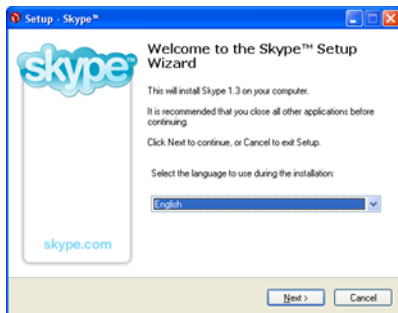 Setup - Skype™
skype™
Welcome to the Skype™ Setup
Wizard
This will install Skype 1.3 on your computer.
It is recommended that you close all other applications before
continuing.
Click Next to continue, or Cancel to exit Setup.
Select the language to use during the installation:
English
skype.com
Next >
Cancel